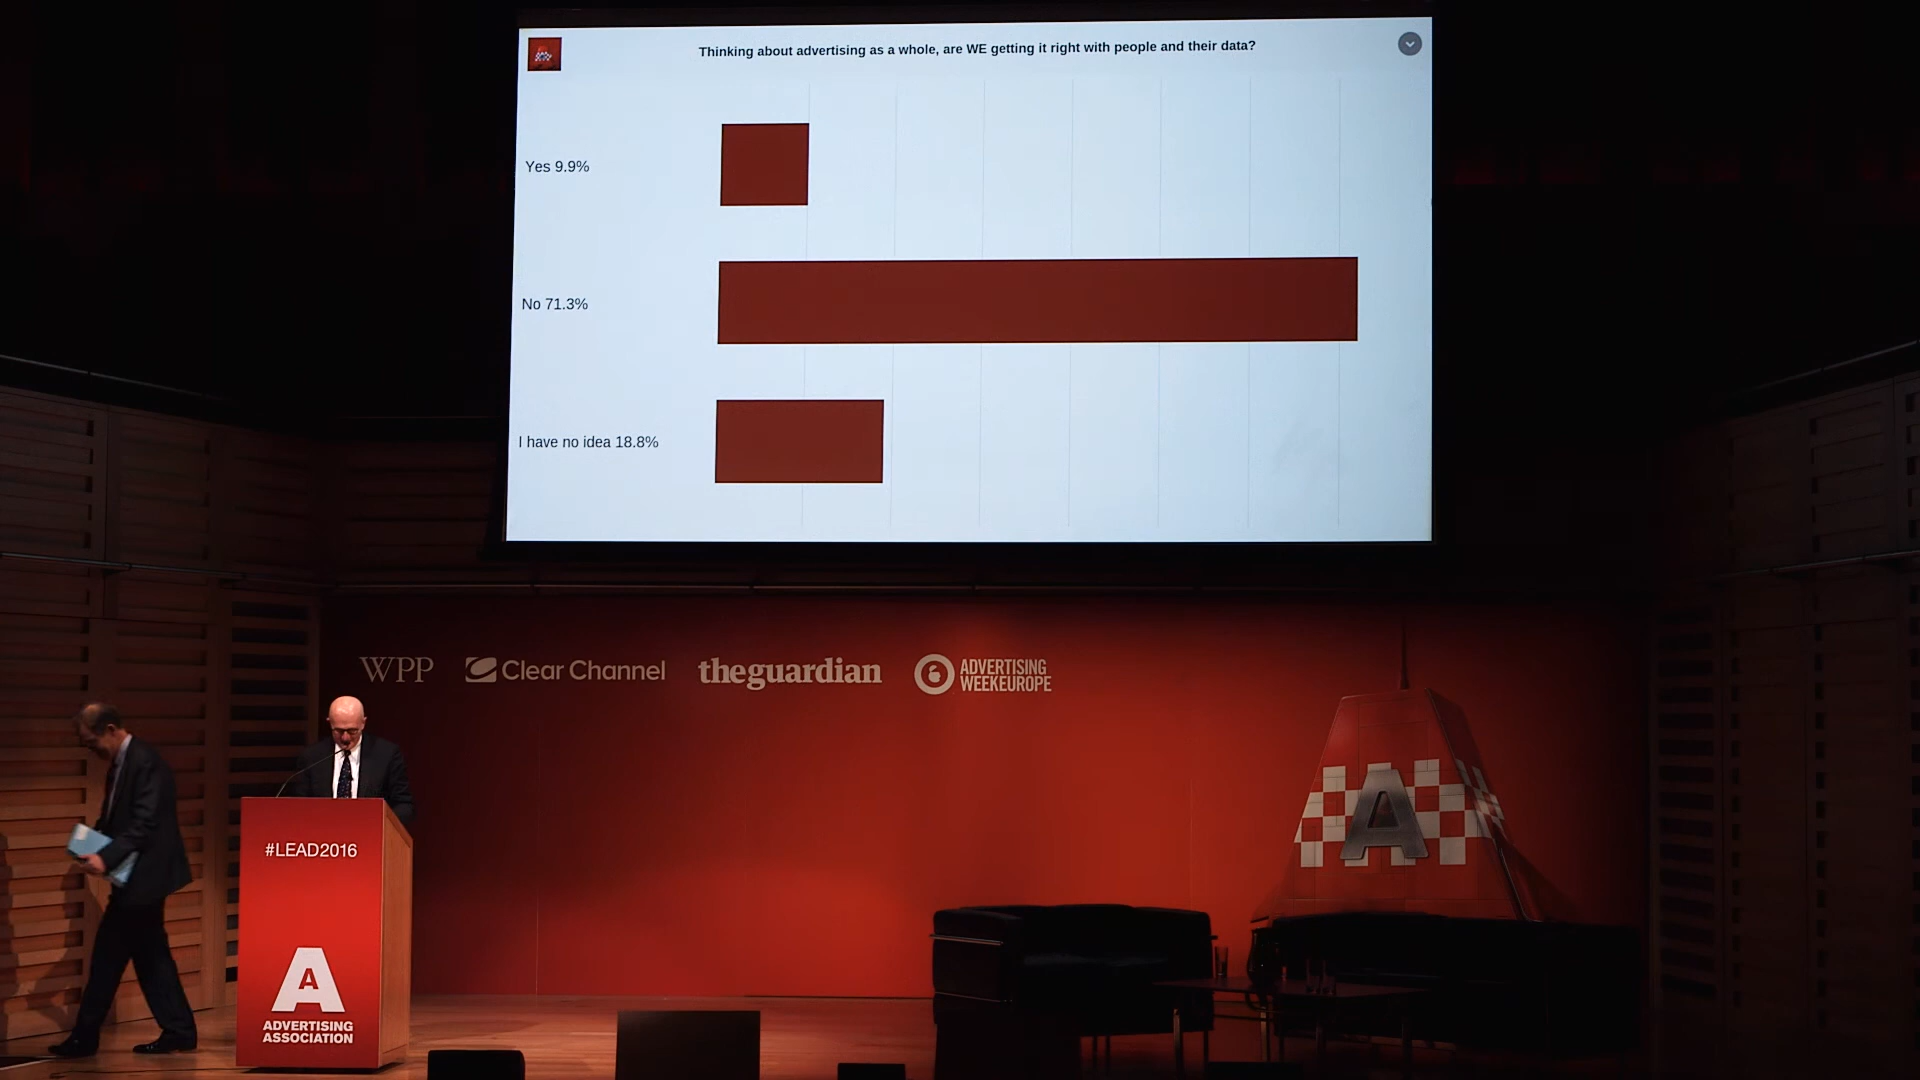 Thinking about advertising as a whole, are WE getting it right with people and their data?
Yes 9.9%
No 71.3%
I have no idea 18.8%
WPP
Clear Channel
theguardian
ADVERTISING
WEEKEUROPE
A
#LEAD2016
A
ADVERTISING
ASSOCIATION